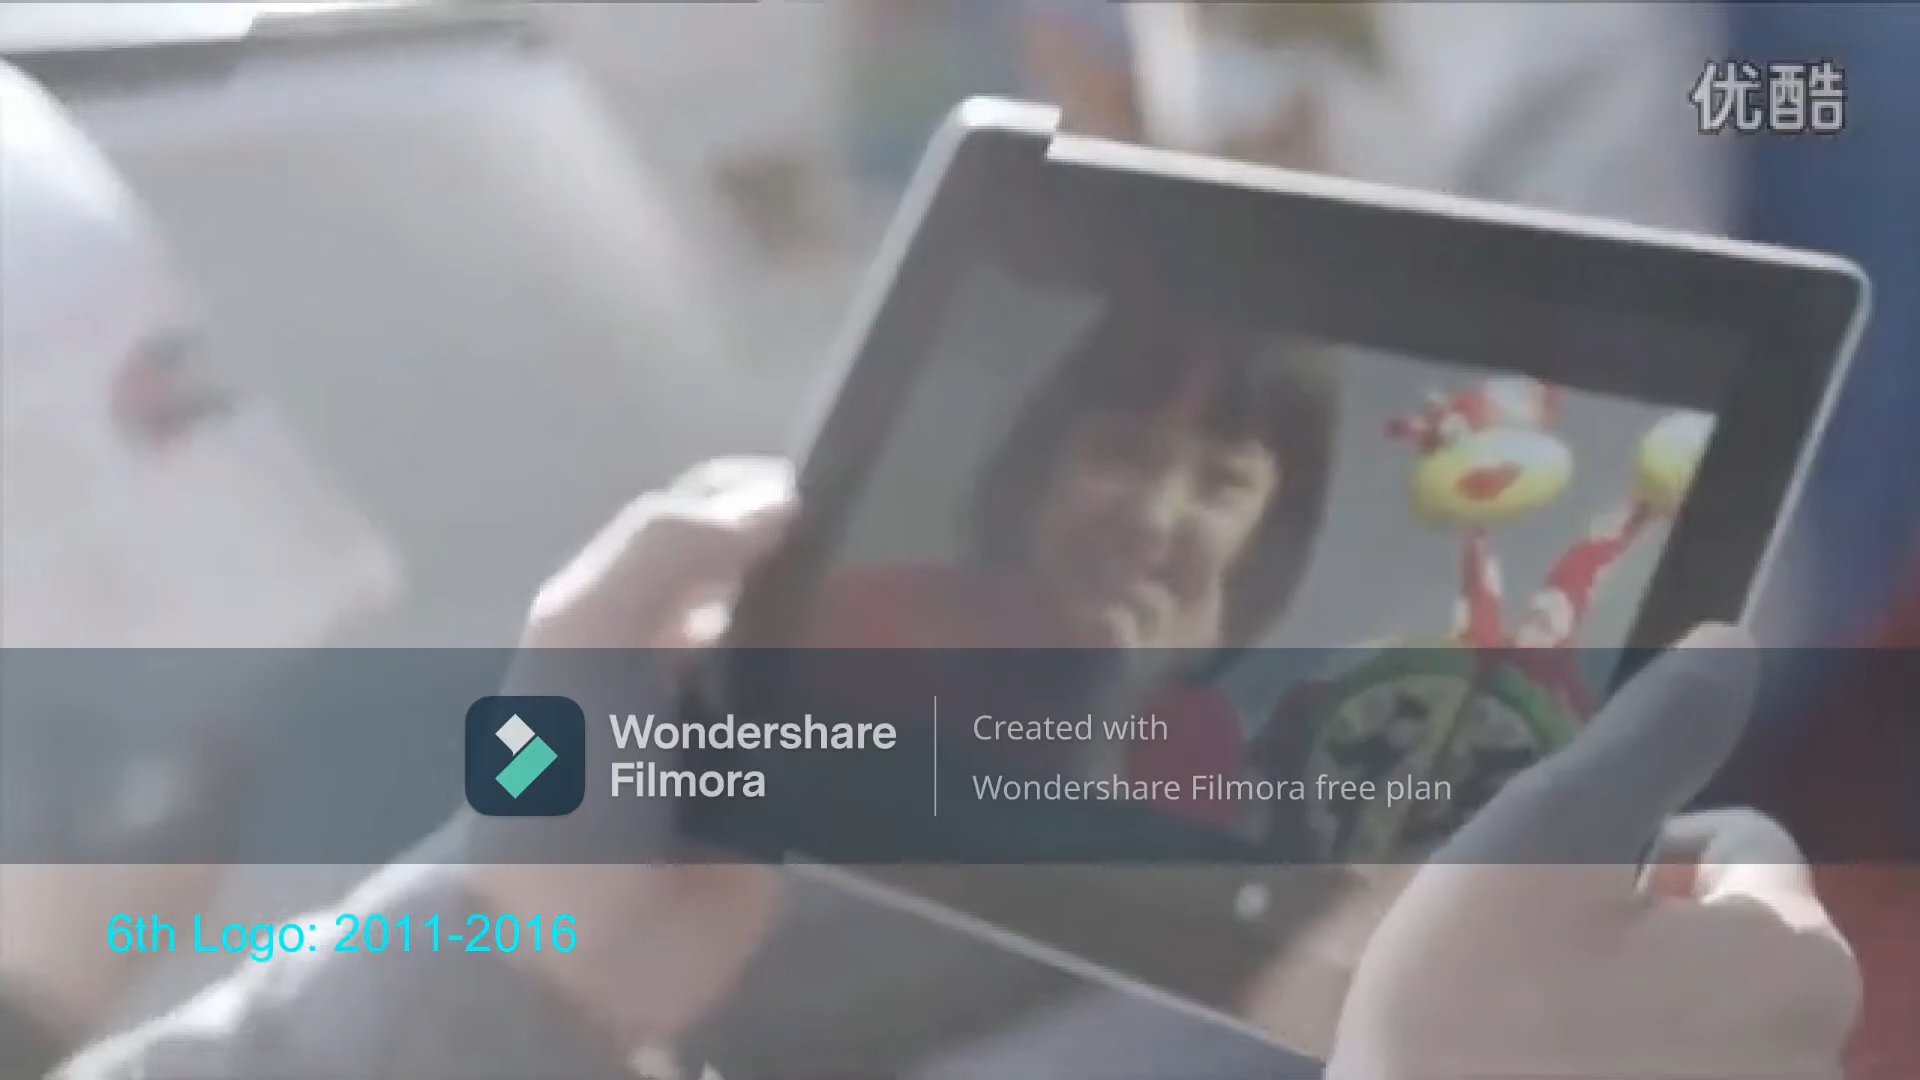 优酷
Wondershare
Filmora
Created with
Wondershare Filmora free plan
6th Logo: 2011-2016